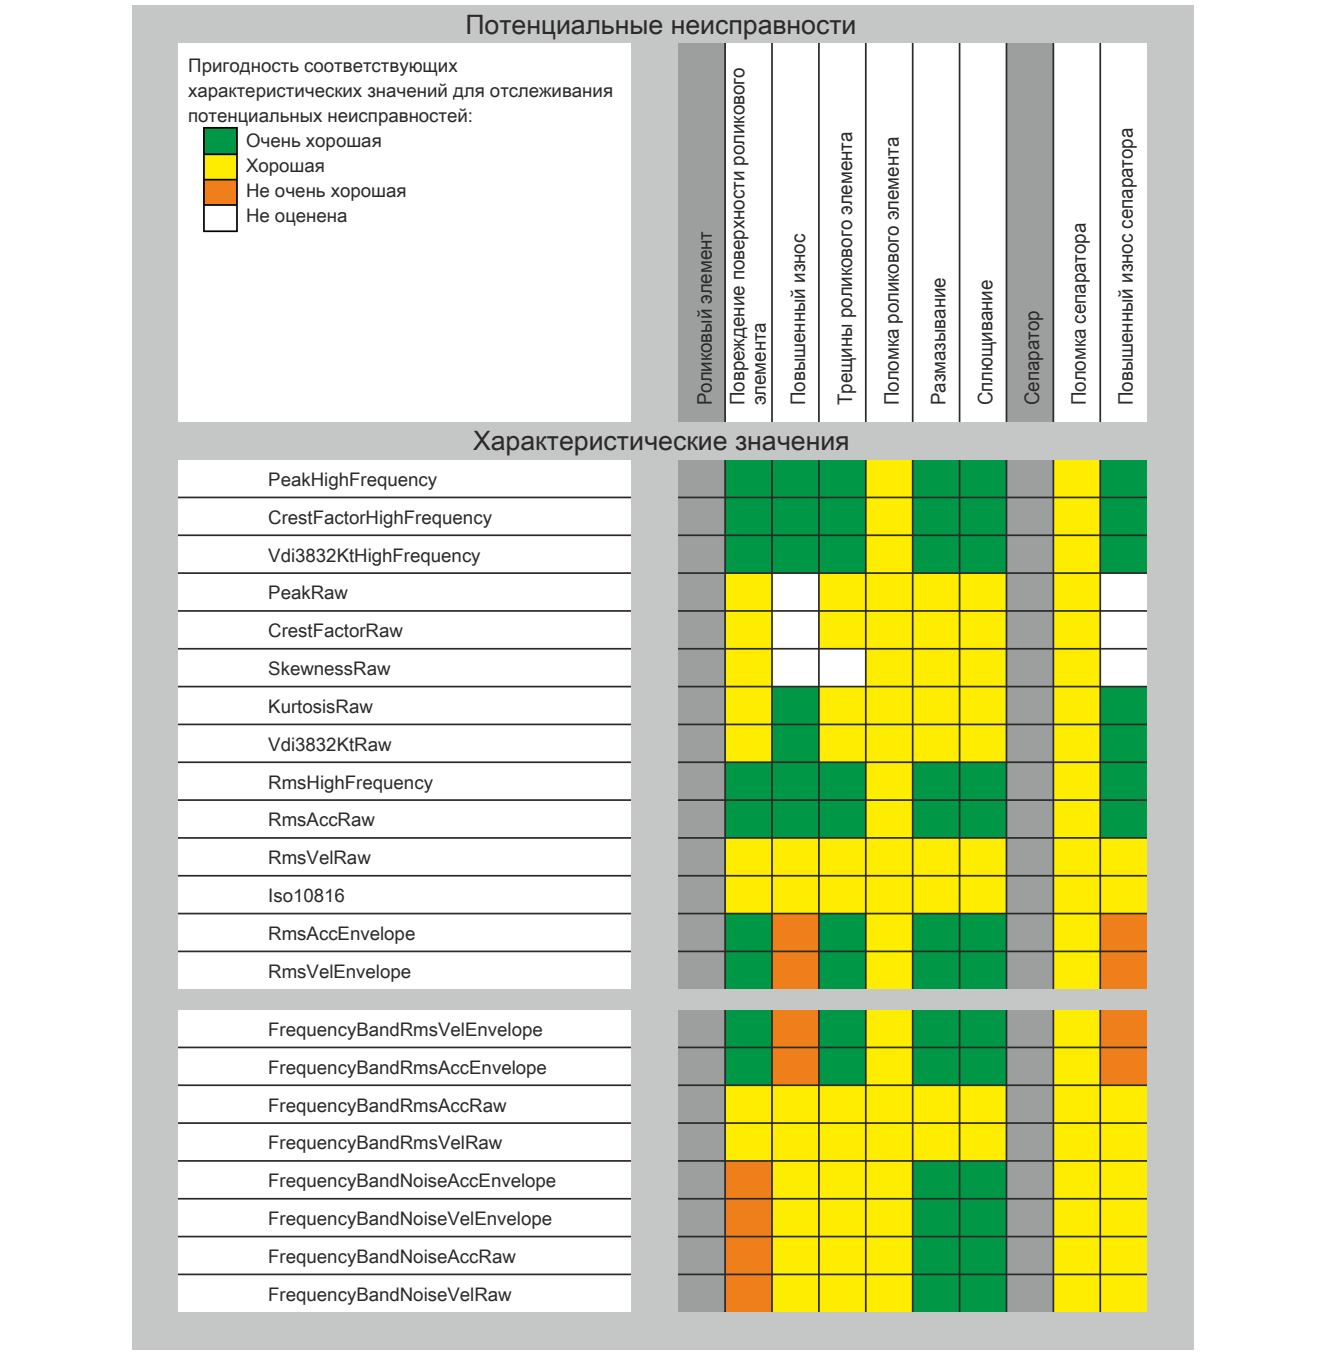 Потенциальные неисправности
Пригодность соответствующих
характеристических значений для отслеживания
потенциальных неисправностей:
Очень хорошая
Хорошая
Не очень хорошая
Не оценена
Роликовый элемент
Повреждение поверхности роликового
элемента
Повышенный износ
Трещины роликового элемента
Поломка роликового элемента
Размазывание
Сплющивание
Сепаратор
Поломка сепаратора
Повышенный износ сепаратора
Характеристические значения
PeakHighFrequency
CrestFactorHighFrequency
Vdi3832KtHighFrequency
PeakRaw
CrestFactorRaw
SkewnessRaw
KurtosisRaw
Vdi3832KtRaw
RmsHighFrequency
RmsAccRaw
RmsVelRaw
Iso10816
RmsAccEnvelope
RmsVelEnvelope
FrequencyBandRmsVelEnvelope
FrequencyBandRmsAccEnvelope
FrequencyBandRmsAccRaw
FrequencyBandRmsVelRaw
FrequencyBandNoiseAccEnvelope
FrequencyBandNoiseVelEnvelope
FrequencyBandNoiseAccRaw
FrequencyBandNoiseVelRaw